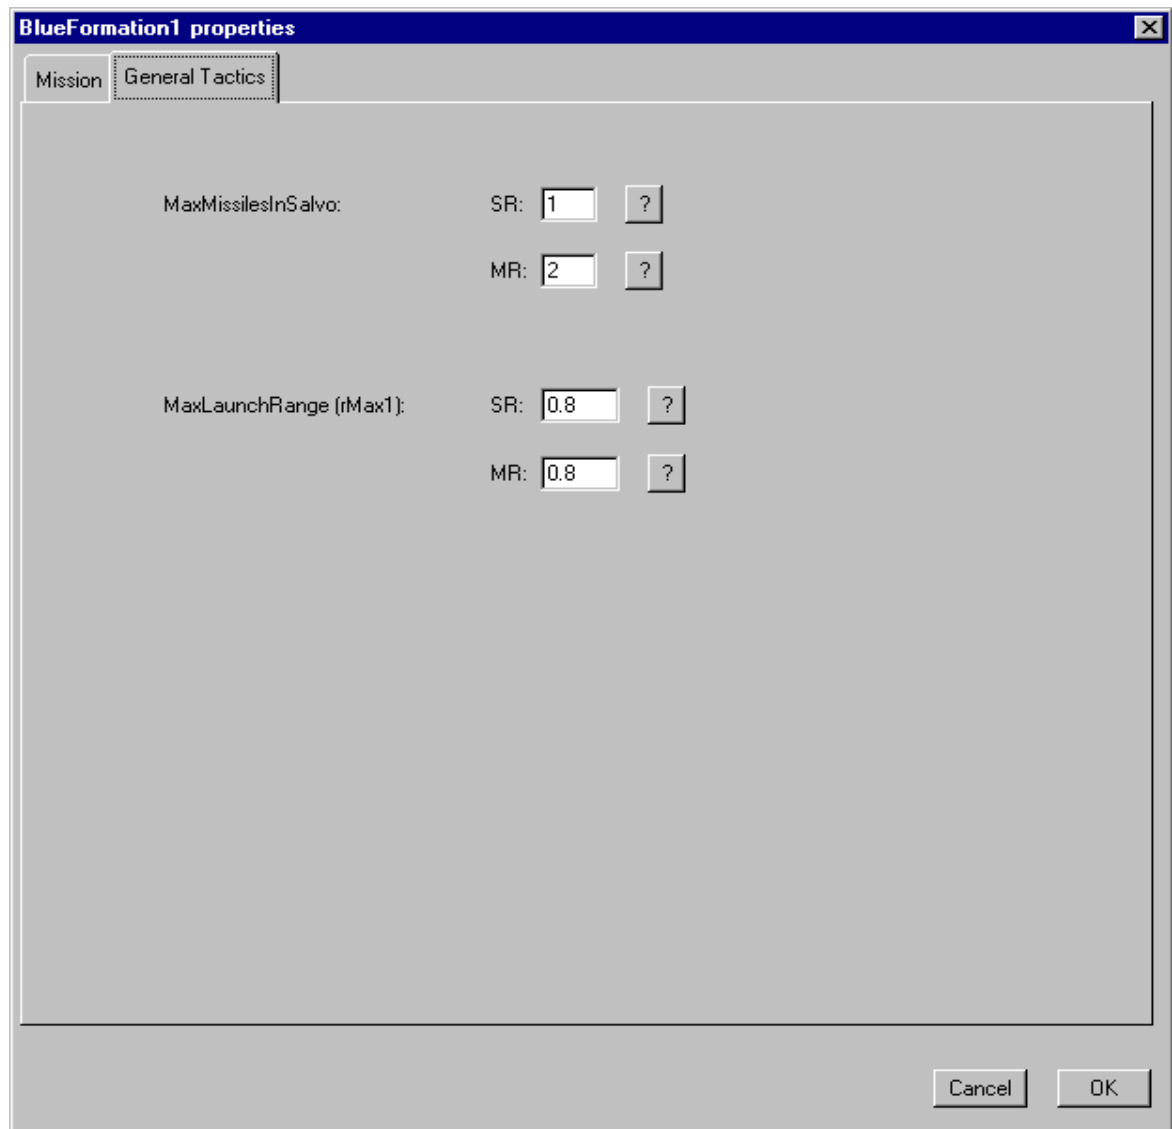 BlueFormation1 properties
Mission General Tactics
MaxMissilesInSalvo: SR: 1 ?
MR: 2 ?
MaxLaunchRange (rMax1): SR: 0.8 ?
MR: 0.8 ?
Cancel OK